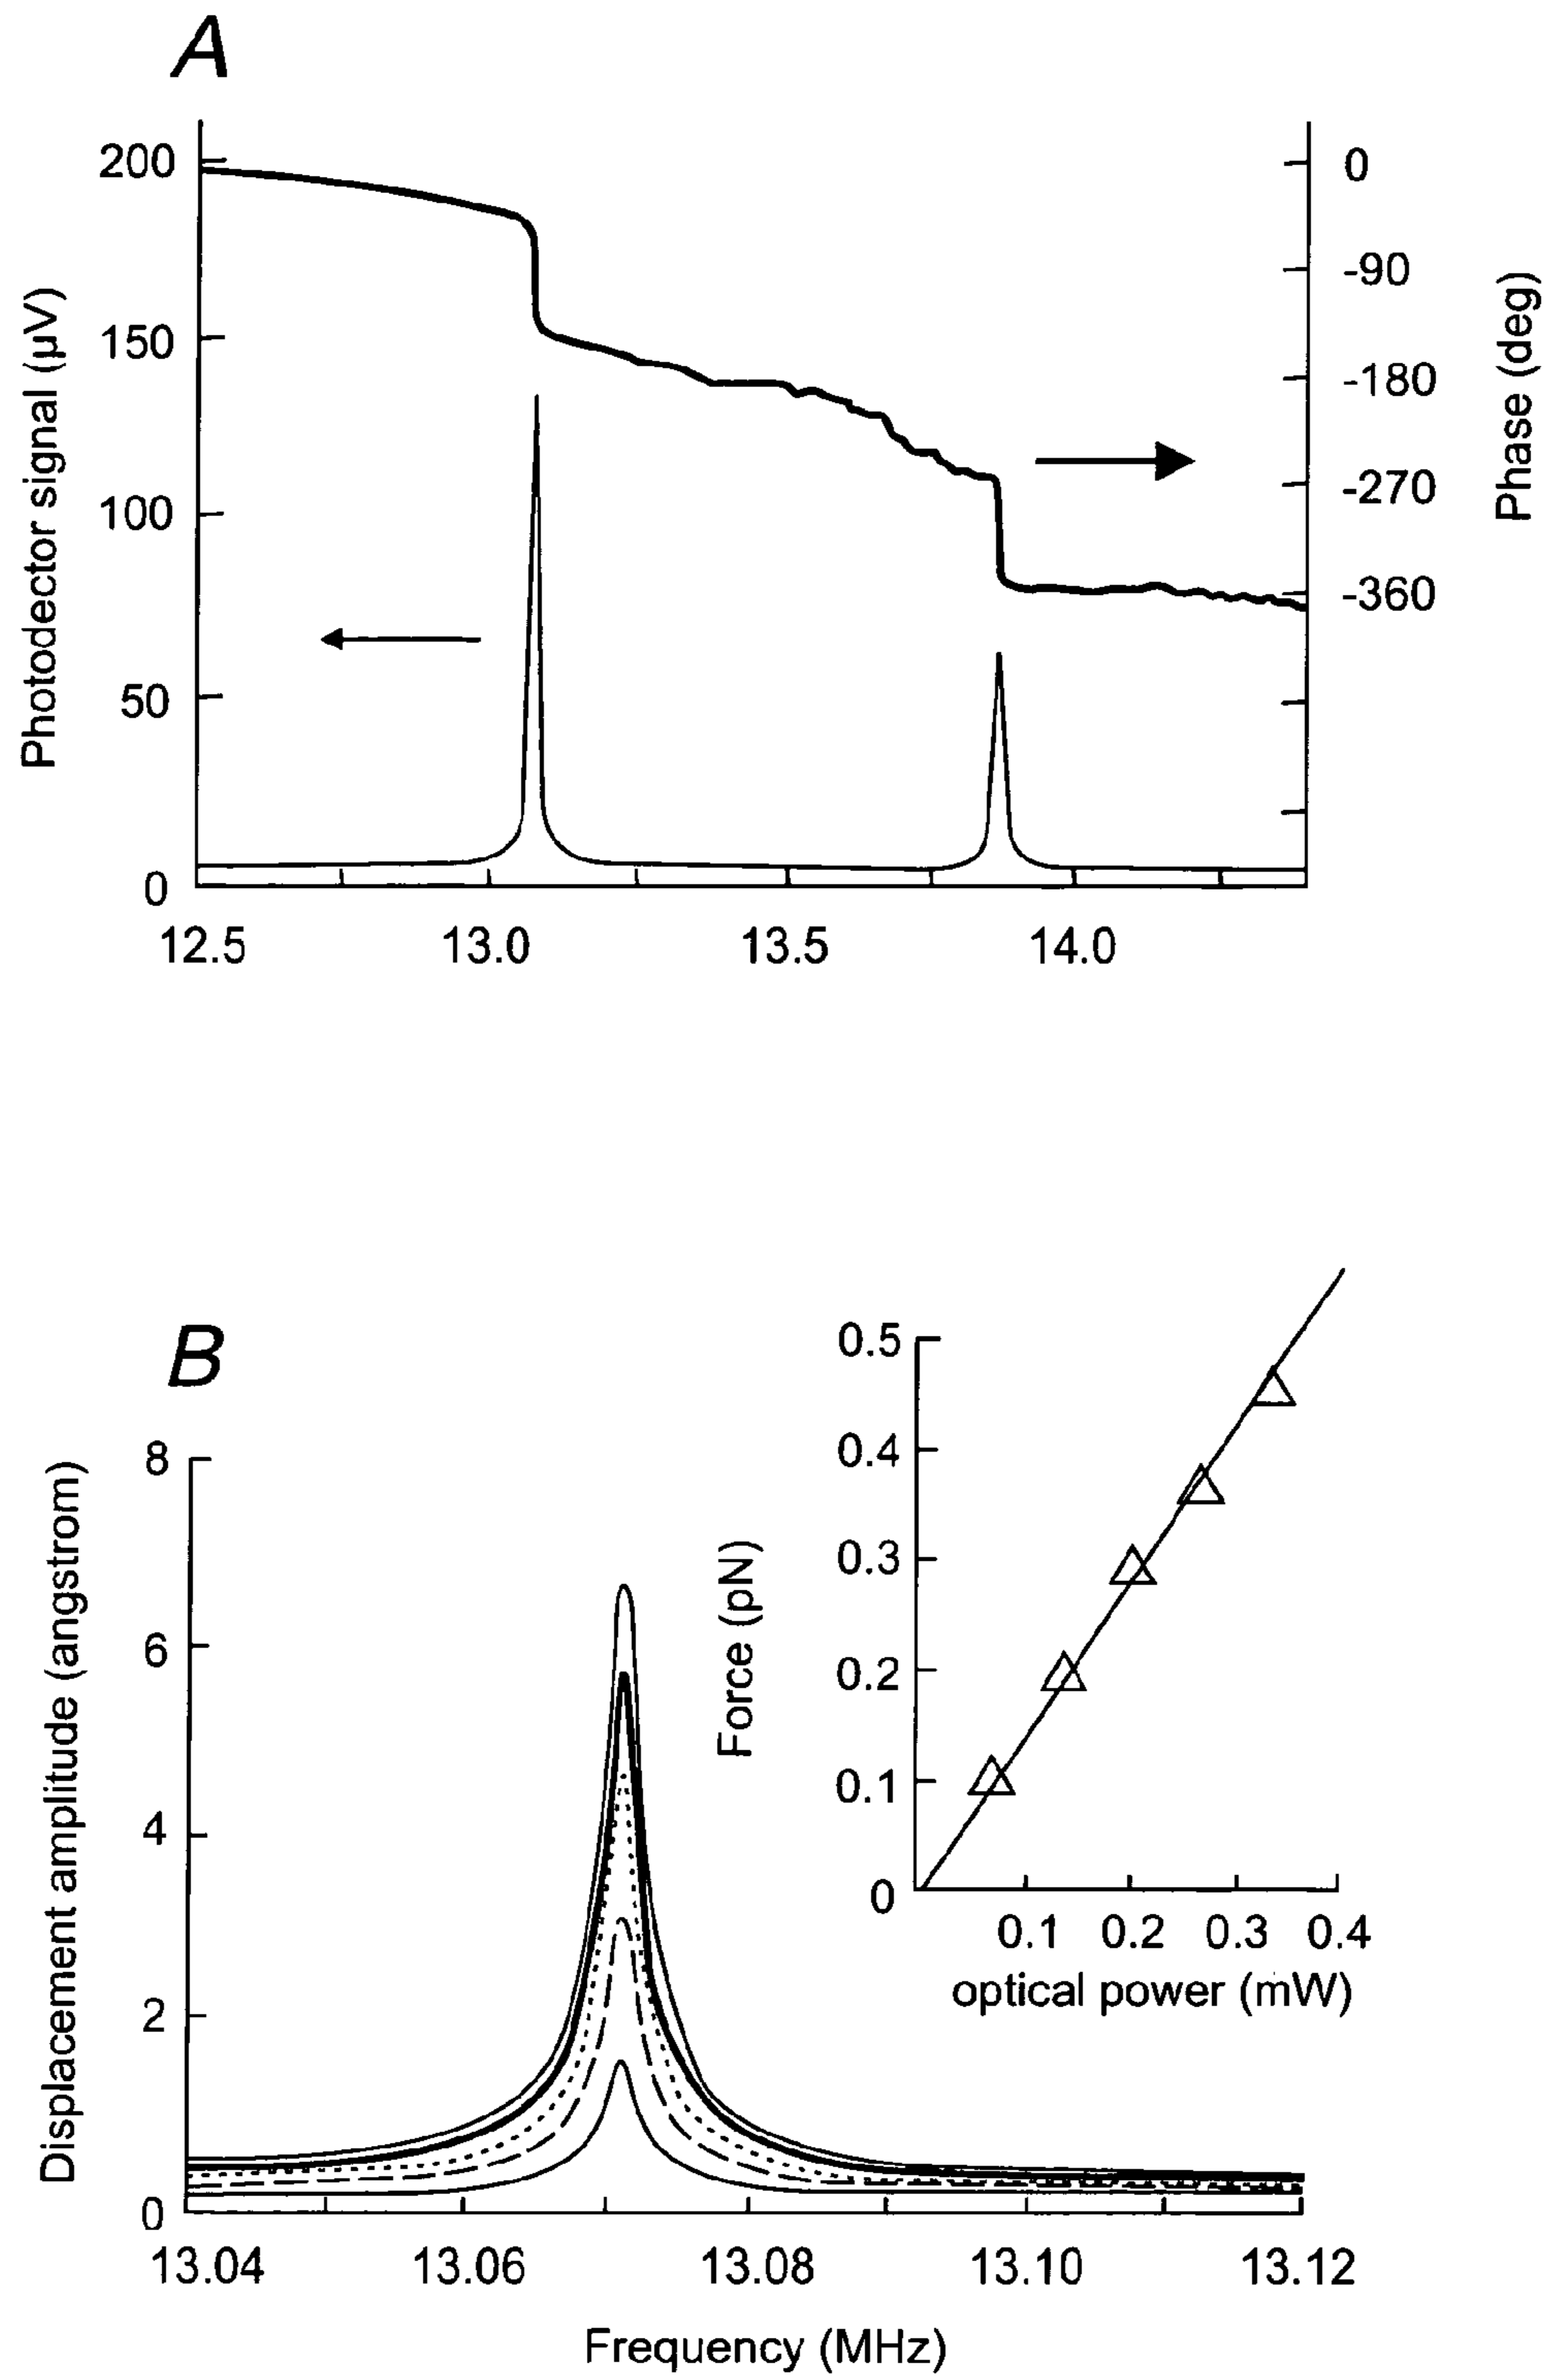 A
Photodector signal (µV)
200
150
100
50
0
0
-90
-180
-270
-360
Phase (deg)
12.5 13.0 13.5 14.0
B
Displacement amplitude (angstrom)
8
6
4
2
0
Force (pN)
0.5
0.4
0.3
0.2
0.1
0
0.1 0.2 0.3 0.4
optical power (mW)
13.04 13.06 13.08 13.10 13.12
Frequency (MHz)